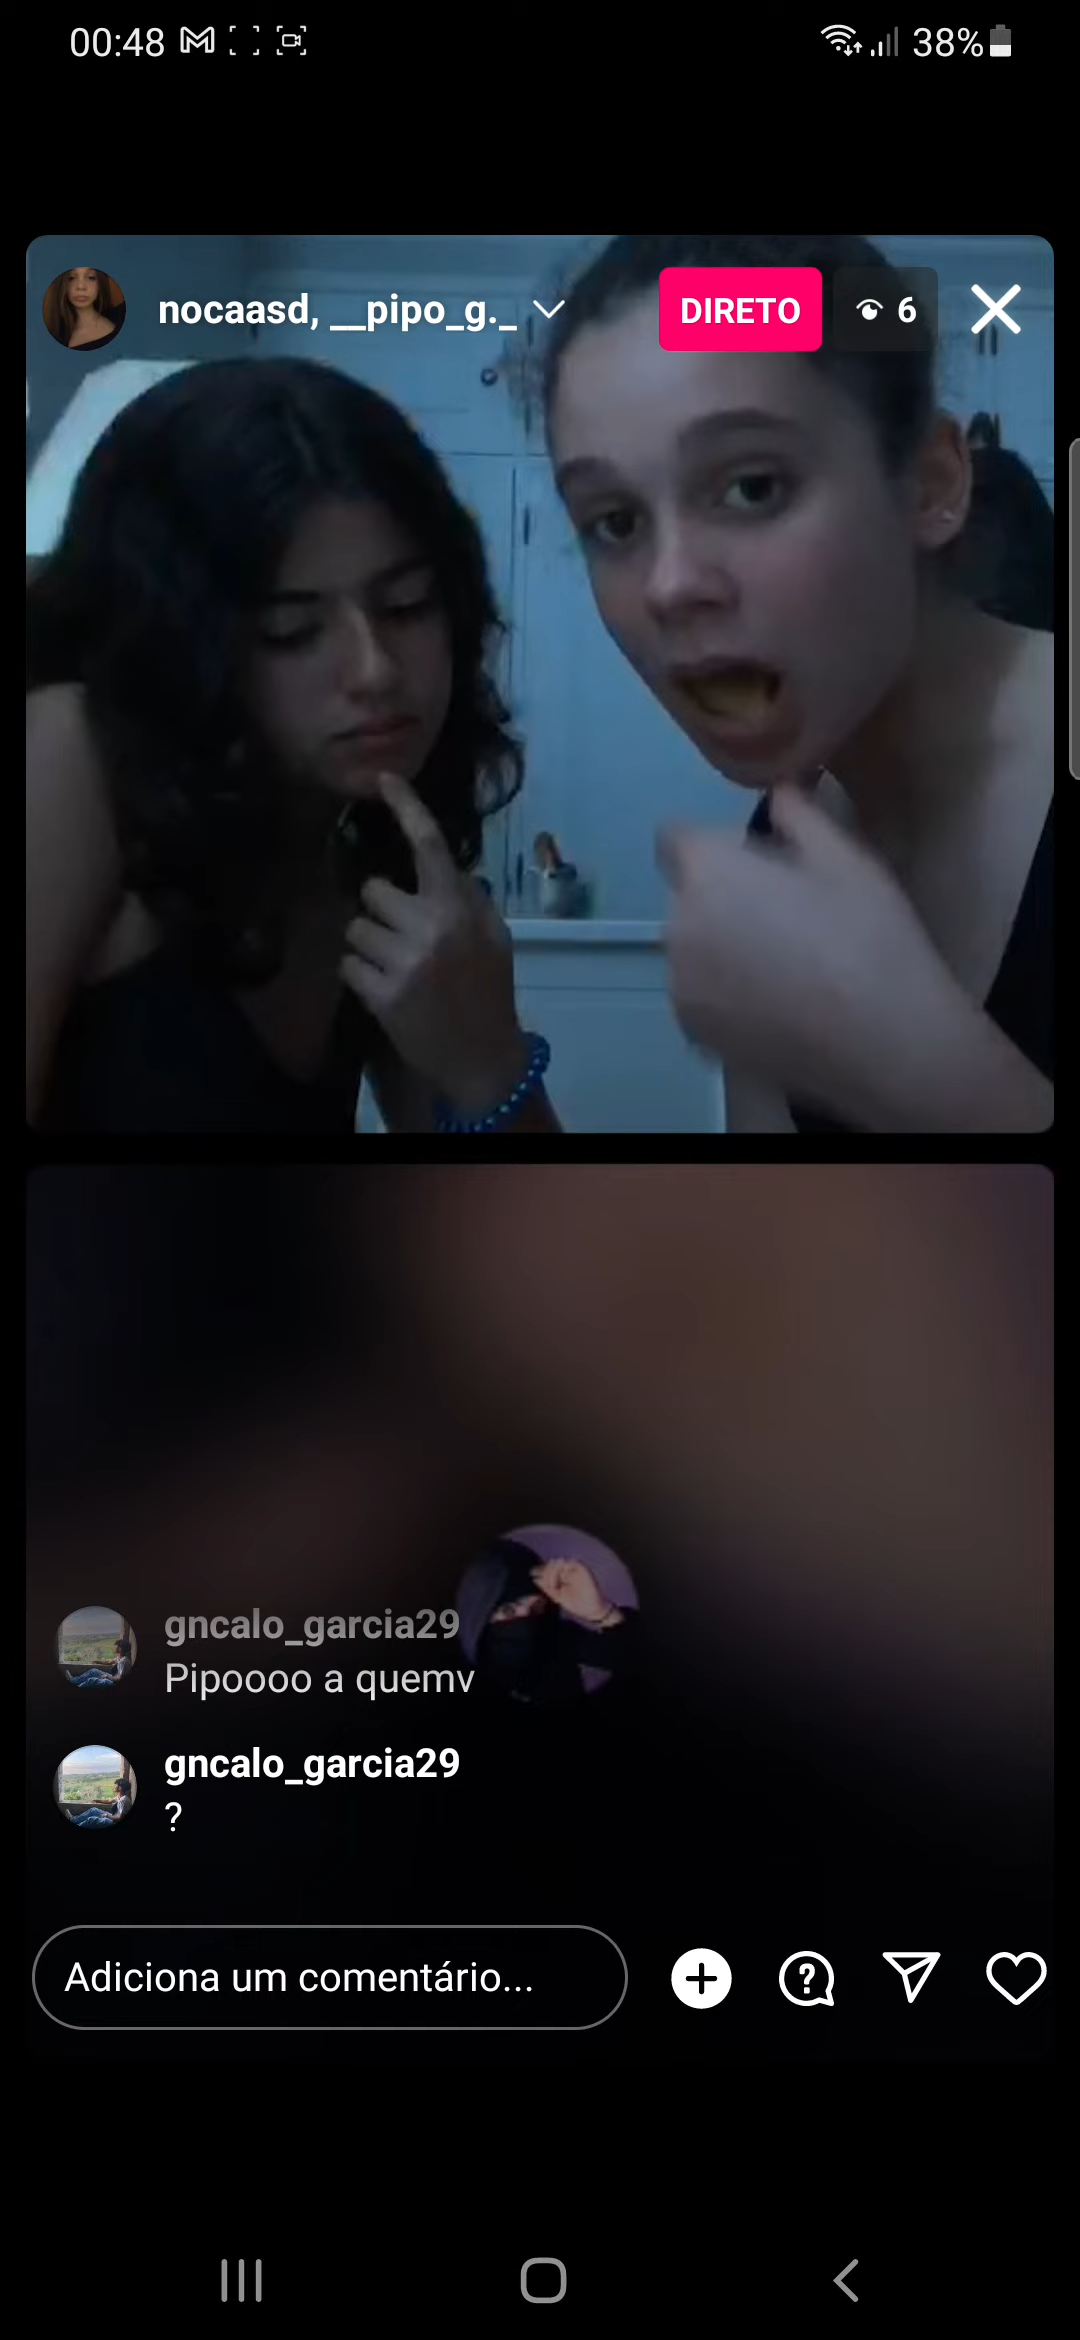 00:48
38%
nocaasd, __pipo_g._
DIRETO
6
gncalo_garcia29
Pipoooo a quemv
gncalo_garcia29
?
Adiciona um comentário...